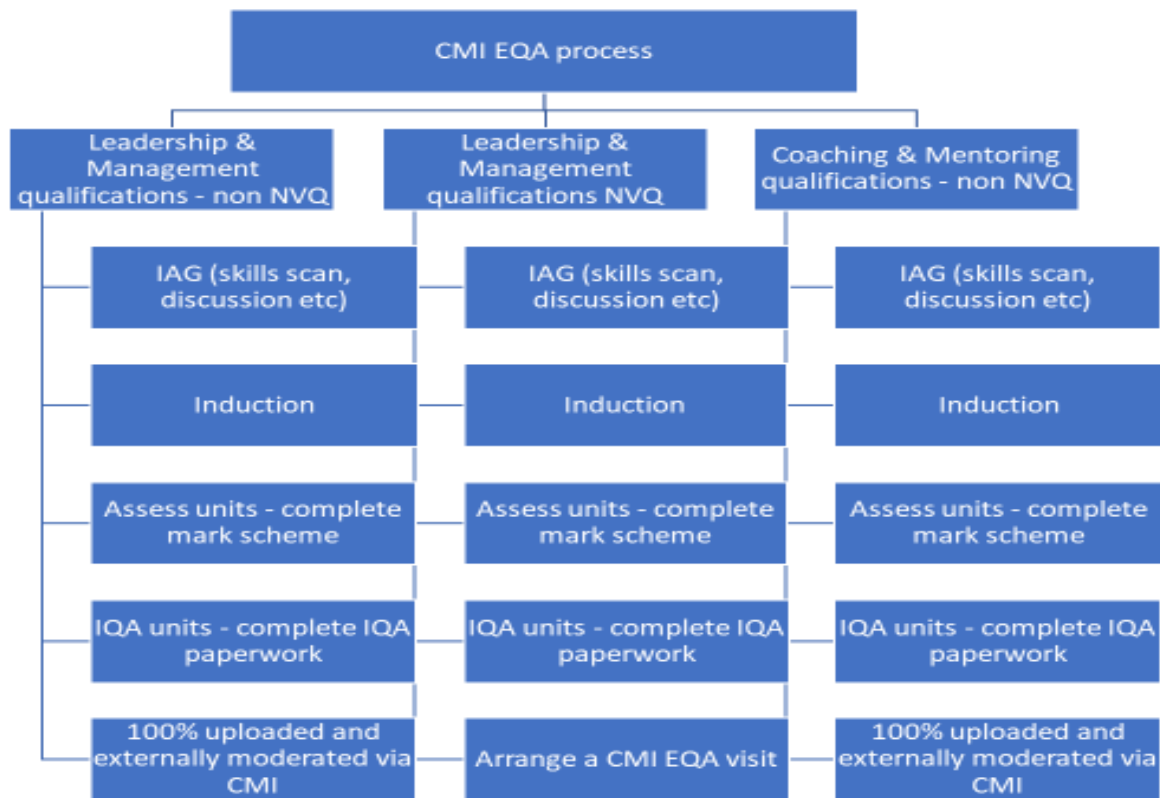 CMI EQA process
Leadership &
Management
qualifications - non NVQ
Leadership &
Management
qualifications NVQ
Coaching & Mentoring
qualifications - non NVQ
IAG (skills scan,
discussion etc)
IAG (skills scan,
discussion etc)
IAG (skills scan,
discussion etc)
Induction
Induction
Induction
Assess units - complete
mark scheme
Assess units - complete
mark scheme
Assess units - complete
mark scheme
IQA units - complete IQA
paperwork
IQA units - complete IQA
paperwork
IQA units - complete IQA
paperwork
100% uploaded and
externally moderated via
CMI
Arrange a CMI EQA visit
100% uploaded and
externally moderated via
CMI